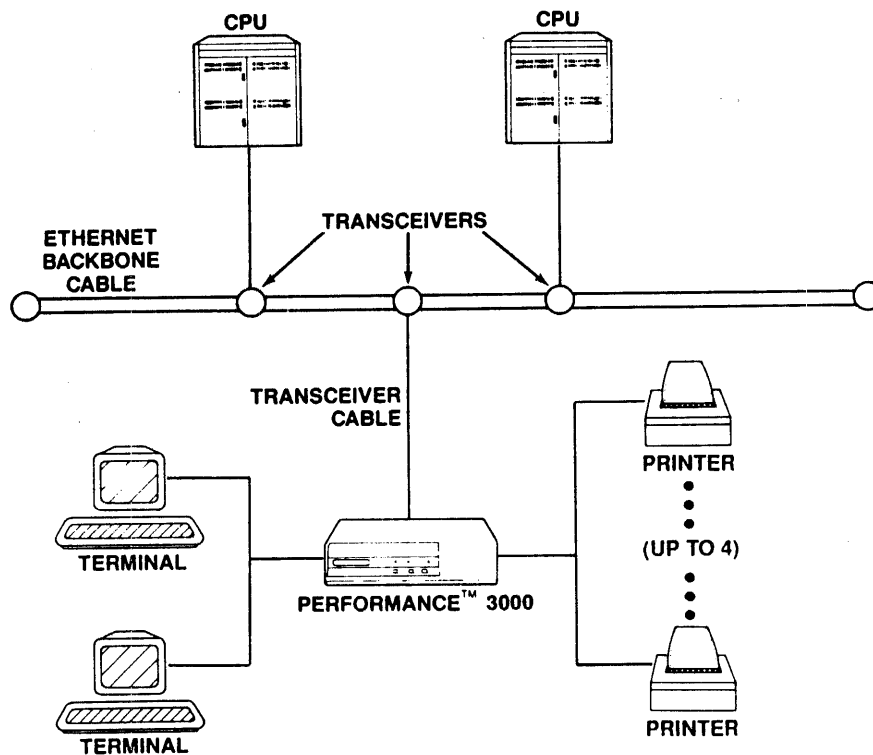 CPU
CPU
TRANSCEIVERS
ETHERNET
BACKBONE
CABLE
TRANSCEIVER
CABLE
PRINTER
(UP TO 4)
TERMINAL
PERFORMANCE™ 3000
PRINTER
TERMINAL